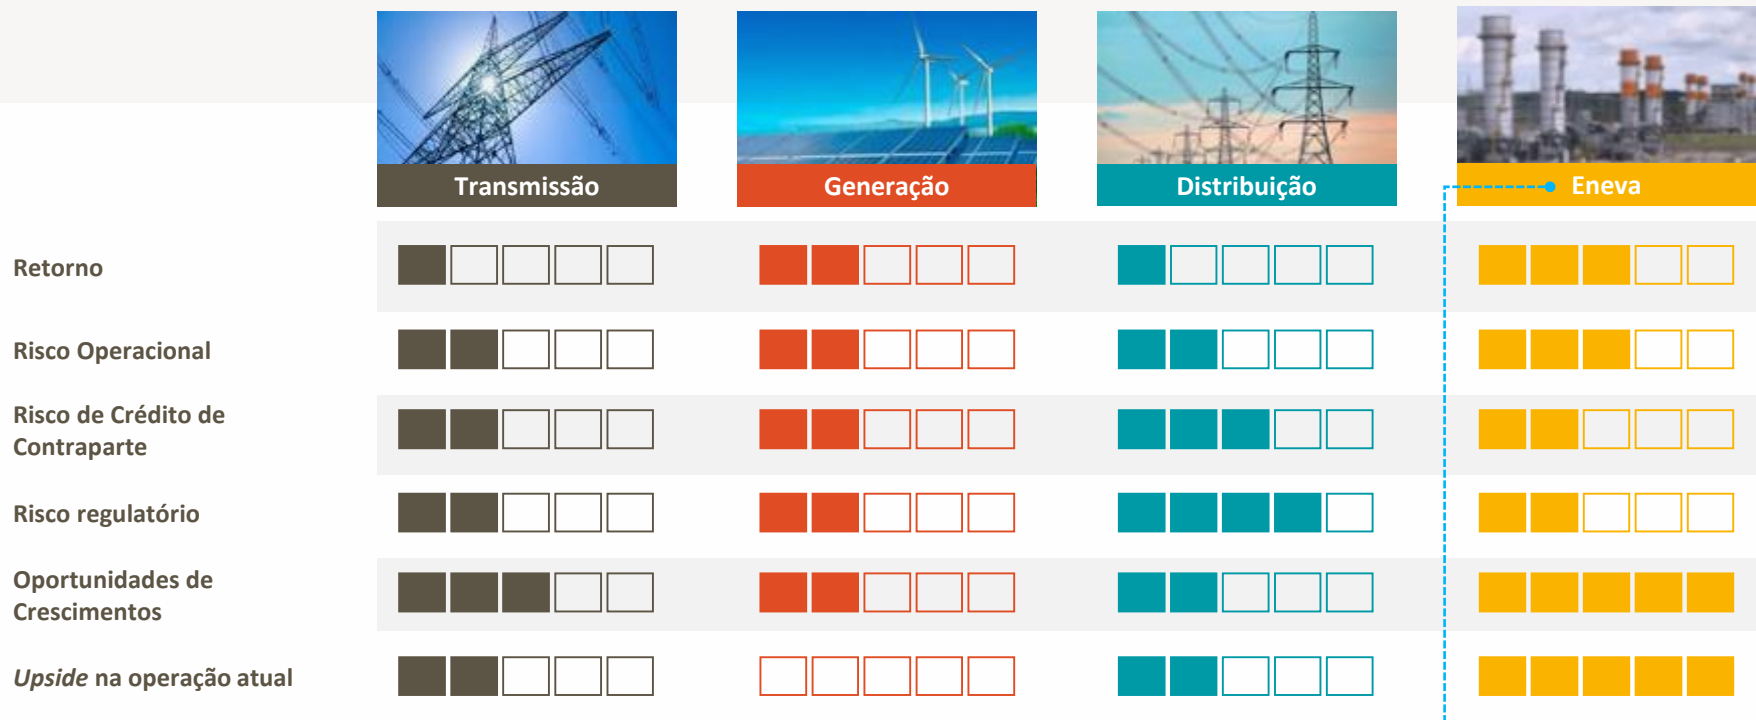 Transmissão
Generação
Distribuição
Eneva
Retorno
Risco Operacional
Risco de Crédito de
Contraparte
Risco regulatório
Oportunidades de
Crescimentos
Upside na operação atual